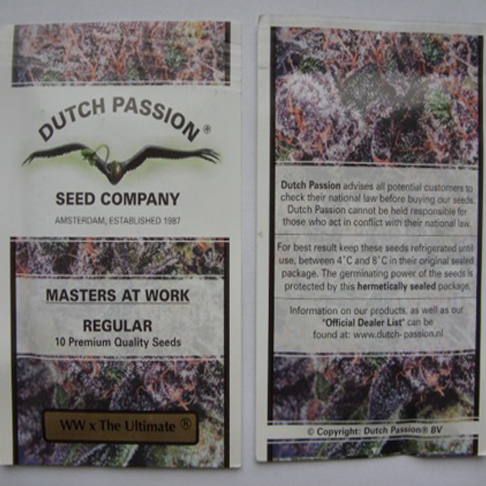 DUTCH PASSION®
SEED COMPANY
AMSTERDAM, ESTABLISHED 1987
MASTERS AT WORK
REGULAR
10 Premium Quality Seeds
WW x The Ultimate ®
Dutch Passion advises all potential customers to
check their national law before buying our seeds.
Dutch Passion cannot be held responsible for
those who act in conflict with their national law.
For best result keep these seeds refrigerated until
use, between 4°C and 8°C in their original sealed
package. The germinating power of the seeds is
protected by this hermetically sealed package.
Information on our products, as well as our
"Official Dealer List" can be
found at: www.dutch-passion.nl
© Copyright: Dutch Passion® BV